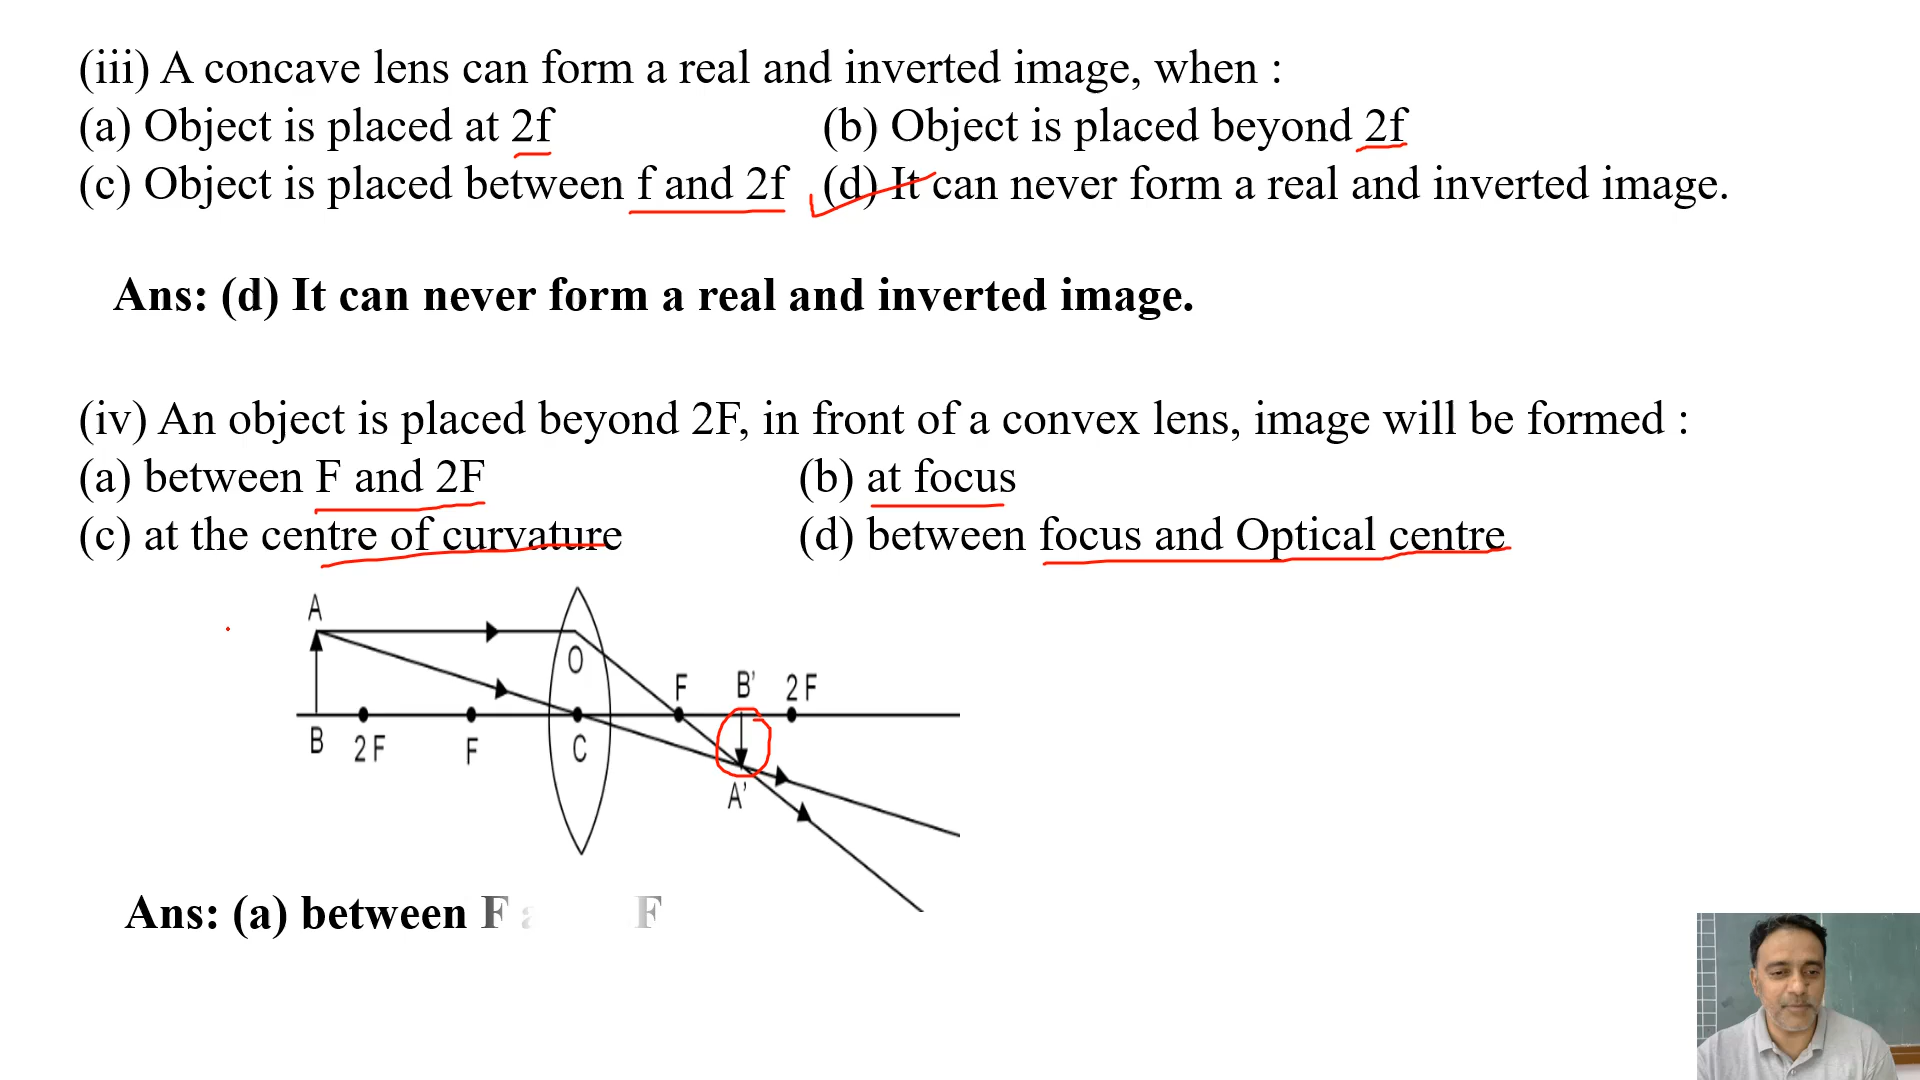 (iii) A concave lens can form a real and inverted image, when :
(a) Object is placed at 2f (b) Object is placed beyond 2f
(c) Object is placed between f and 2f (d) It can never form a real and inverted image.
Ans: (d) It can never form a real and inverted image.
(iv) An object is placed beyond 2F, in front of a convex lens, image will be formed :
(a) between F and 2F (b) at focus
(c) at the centre of curvature (d) between focus and Optical centre
A
O
F B' 2F
B 2F F C
A'
Ans: (a) between F F